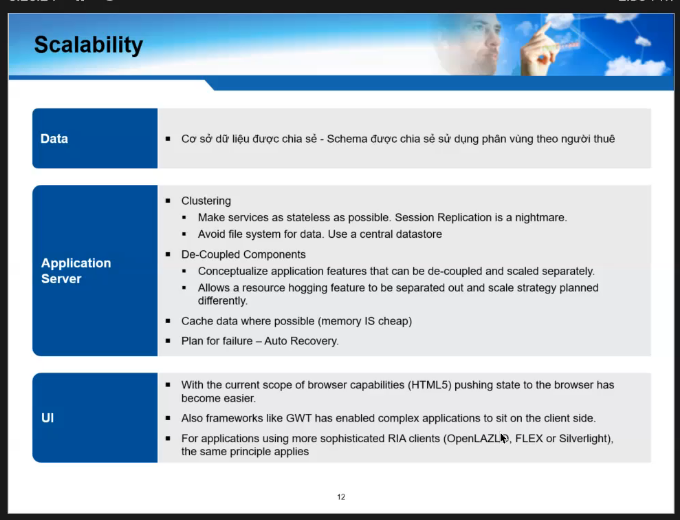 Scalability
Data
Cơ sở dữ liệu được chia sẻ - Schema được chia sẻ sử dụng phân vùng theo người thuê
Application
Server
Clustering
Make services as stateless as possible. Session Replication is a nightmare.
Avoid file system for data. Use a central datastore
De-Coupled Components
Conceptualize application features that can be de-coupled and scaled separately.
Allows a resource hogging feature to be separated out and scale strategy planned
differently.
Cache data where possible (memory IS cheap)
Plan for failure – Auto Recovery.
UI
With the current scope of browser capabilities (HTML5) pushing state to the browser has
become easier.
Also frameworks like GWT has enabled complex applications to sit on the client side.
For applications using more sophisticated RIA clients (OpenLAZLO, FLEX or Silverlight),
the same principle applies
12